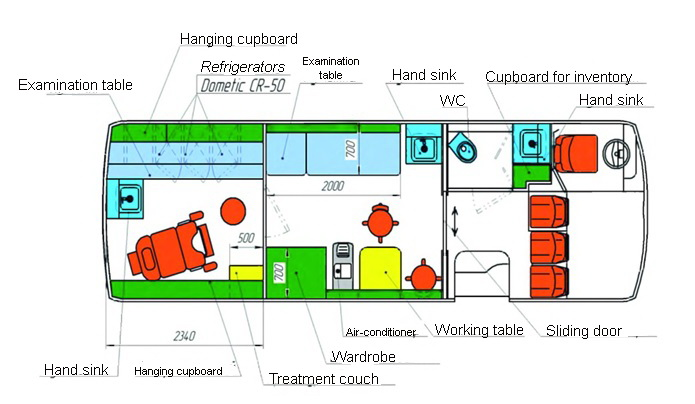 Hanging cupboard
Refrigerators
Dometic CR-50
Examination table
Examination
table
Hand sink
Cupboard for inventory
WC
Hand sink
700
2000
500
700
2340
Air-conditioner
Working table
Sliding door
Wardrobe
Hand sink
Hanging cupboard
Treatment couch